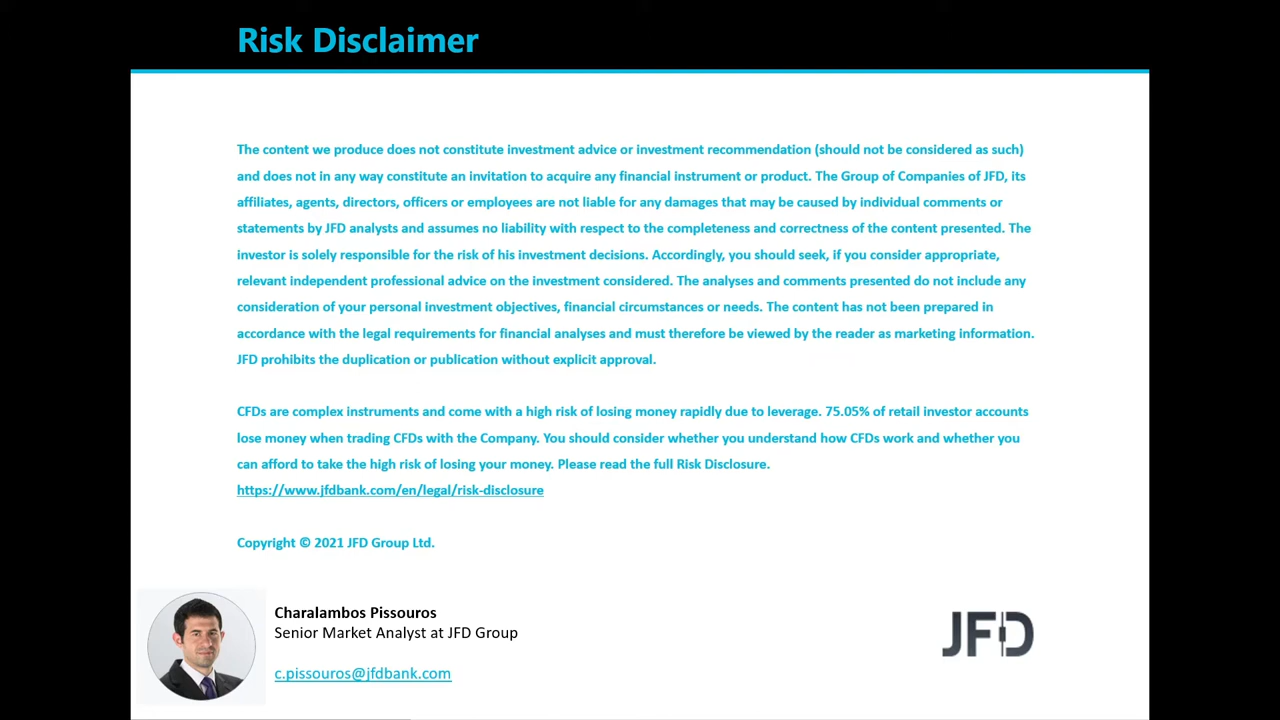 Risk Disclaimer
The content we produce does not constitute investment advice or investment recommendation (should not be considered as such)
and does not in any way constitute an invitation to acquire any financial instrument or product. The Group of Companies of JFD, its
affiliates, agents, directors, officers or employees are not liable for any damages that may be caused by individual comments or
statements by JFD analysts and assumes no liability with respect to the completeness and correctness of the content presented. The
investor is solely responsible for the risk of his investment decisions. Accordingly, you should seek, if you consider appropriate,
relevant independent professional advice on the investment considered. The analyses and comments presented do not include any
consideration of your personal investment objectives, financial circumstances or needs. The content has not been prepared in
accordance with the legal requirements for financial analyses and must therefore be viewed by the reader as marketing information.
JFD prohibits the duplication or publication without explicit approval.
CFDs are complex instruments and come with a high risk of losing money rapidly due to leverage. 75.05% of retail investor accounts
lose money when trading CFDs with the Company. You should consider whether you understand how CFDs work and whether you
can afford to take the high risk of losing your money. Please read the full Risk Disclosure.
https://www.jfdbank.com/en/legal/risk-disclosure
Copyright © 2021 JFD Group Ltd.
Charalambos Pissouros
Senior Market Analyst at JFD Group
c.pissouros@jfdbank.com
JFD